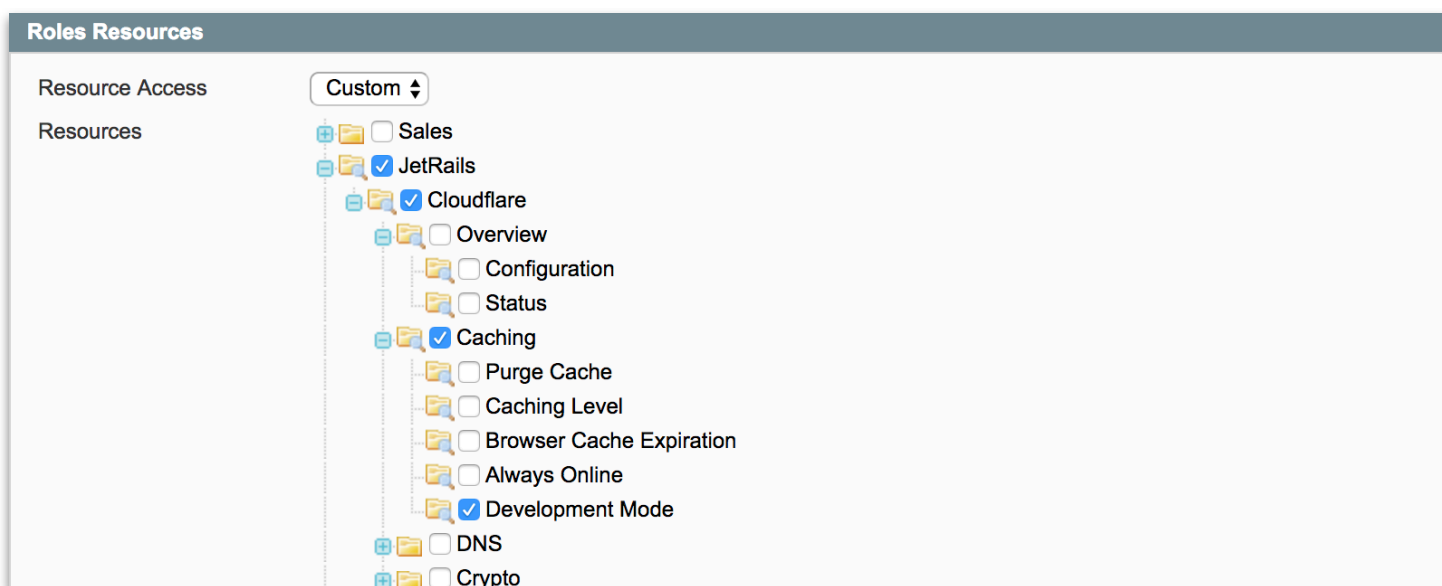 Roles Resources
Resource Access Custom
Resources Sales
JetRails
Cloudflare
Overview
Configuration
Status
Caching
Purge Cache
Caching Level
Browser Cache Expiration
Always Online
Development Mode
DNS
Crypto